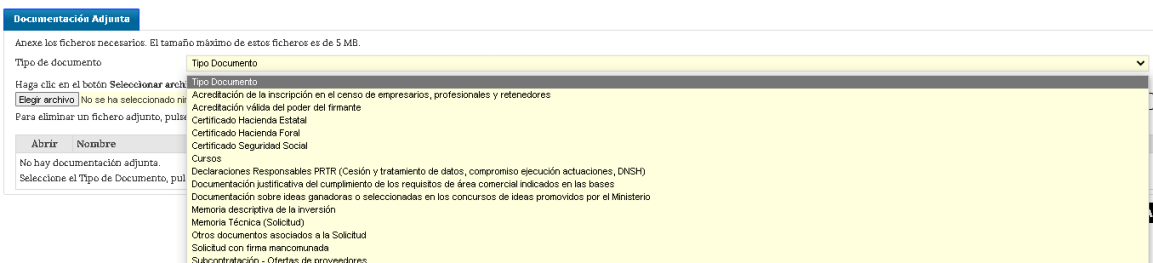 Documentación Adjunta
Anexe los ficheros necesarios. El tamaño máximo de estos ficheros es de 5 MB.
Tipo de documento
Tipo Documento
Haga clic en el botón Seleccionar arch
Tipo Documento
Elegir archivo No se ha seleccionado nin
Acreditación de la inscripción en el censo de empresarios, profesionales y retenedores
Acreditación válida del poder del firmante
Para eliminar un fichero adjunto, pulse
Certificado Hacienda Estatal
Certificado Hacienda Foral
Abrir Nombre
Certificado Seguridad Social
No hay documentación adjunta.
Cursos
Declaraciones Responsables PRTR (Cesión y tratamiento de datos, compromiso ejecución actuaciones, DNSH)
Seleccione el Tipo de Documento, pul
Documentación justificativa del cumplimiento de los requisitos de área comercial indicados en las bases
Documentación sobre ideas ganadoras o seleccionadas en los concursos de ideas promovidos por el Ministerio
Memoria descriptiva de la inversión
Memoria Técnica (Solicitud)
Otros documentos asociados a la Solicitud
Solicitud con firma mancomunada
Subcontratación - Ofertas de proveedores